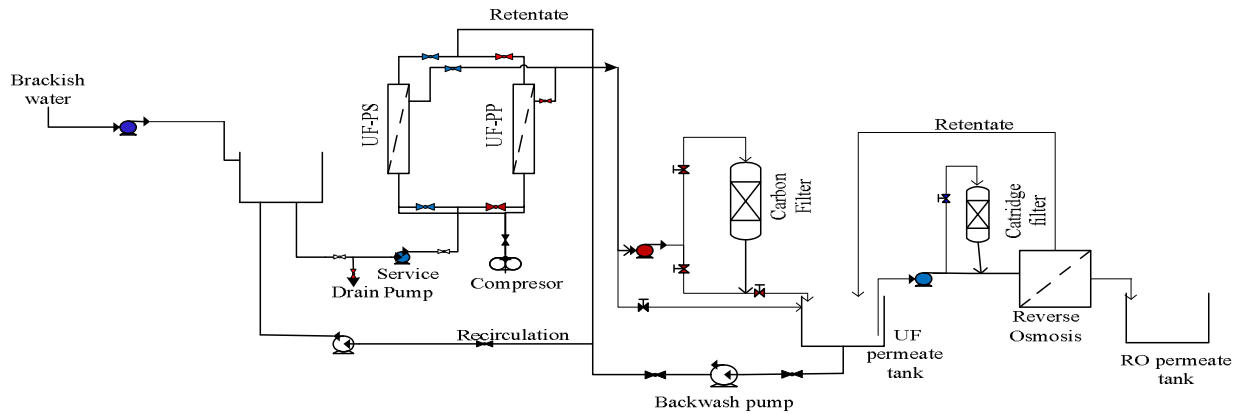 Retentate
Brackish
water
UF-PS
UF-PP
Retentate
Carbon
Filter
Catridge
filter
Service
Drain Pump
Compresor
Recirculation
UF
permeate
tank
Reverse
Osmosis
RO permeate
tank
Backwash pump